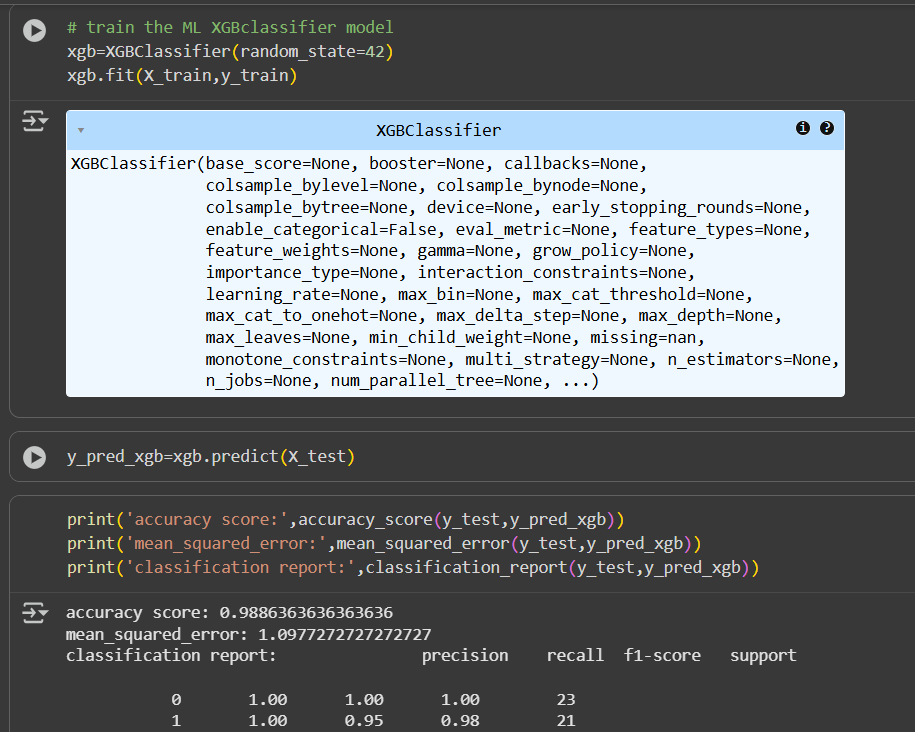 # train the ML XGBclassifier model
xgb=XGBClassifier(random_state=42)
xgb.fit(X_train,y_train)
XGBClassifier
XGBClassifier(base_score=None, booster=None, callbacks=None,
colsample_bylevel=None, colsample_bynode=None,
colsample_bytree=None, device=None, early_stopping_rounds=None,
enable_categorical=False, eval_metric=None, feature_types=None,
feature_weights=None, gamma=None, grow_policy=None,
importance_type=None, interaction_constraints=None,
learning_rate=None, max_bin=None, max_cat_threshold=None,
max_cat_to_onehot=None, max_delta_step=None, max_depth=None,
max_leaves=None, min_child_weight=None, missing=nan,
monotone_constraints=None, multi_strategy=None, n_estimators=None,
n_jobs=None, num_parallel_tree=None, ...)
y_pred_xgb=xgb.predict(X_test)
print('accuracy score:',accuracy_score(y_test,y_pred_xgb))
print('mean_squared_error:',mean_squared_error(y_test,y_pred_xgb))
print('classification report:',classification_report(y_test,y_pred_xgb))
accuracy score: 0.9886363636363636
mean_squared_error: 1.0977272727272727
classification report: precision recall f1-score support
0 1.00 1.00 1.00 23
1 1.00 0.95 0.98 21